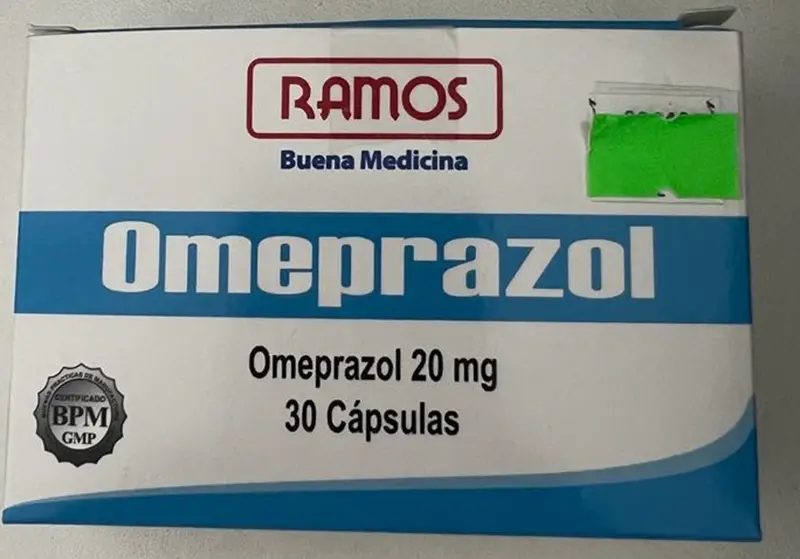 RAMOS
Buena Medicina
Omeprazol
Omeprazol 20 mg
30 Cápsulas
CERTIFICADO
BPM
GMP